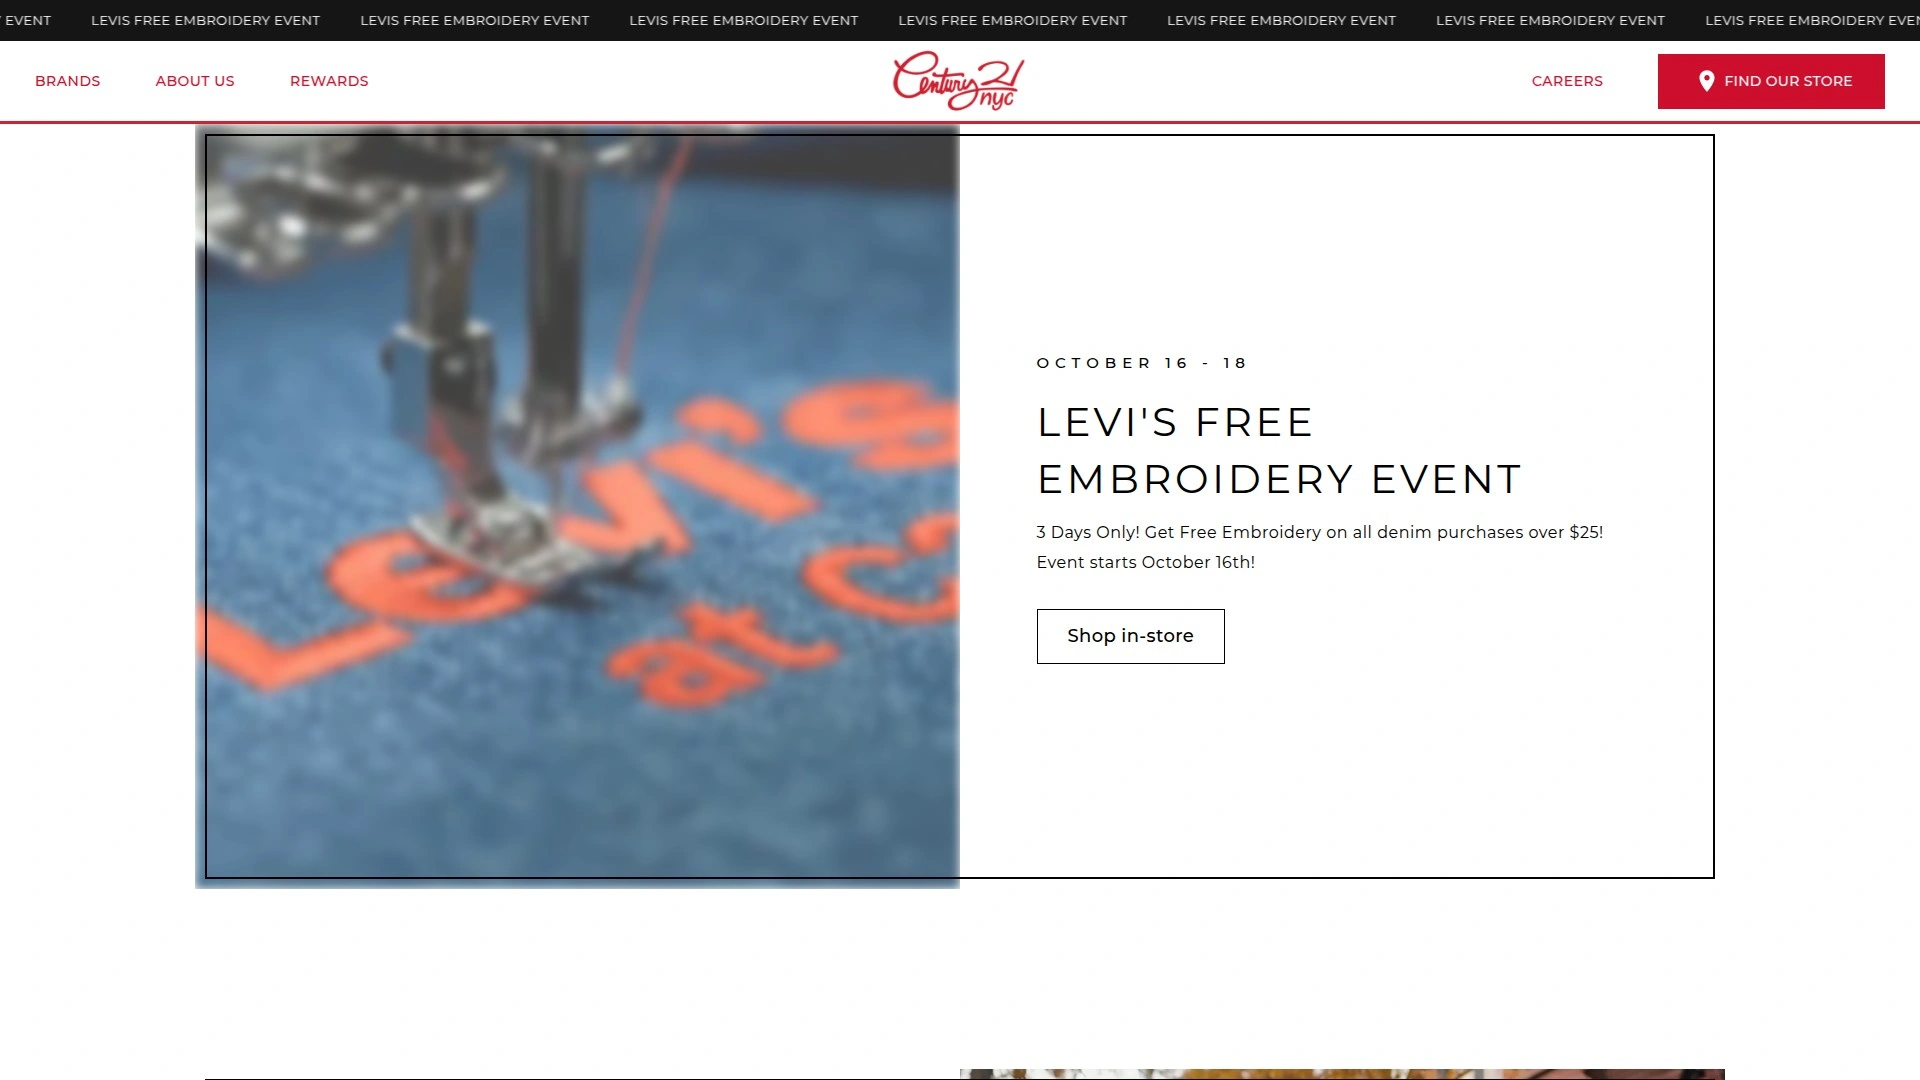 EVENT LEVIS FREE EMBROIDERY EVENT LEVIS FREE EMBROIDERY EVENT LEVIS FREE EMBROIDERY EVENT LEVIS FREE EMBROIDERY EVENT LEVIS FREE EMBROIDERY EVENT LEVIS FREE EMBROIDERY EVENT LEVIS FREE EMBROIDERY
BRANDS ABOUT US REWARDS
Century 21
nyc
CAREERS FIND OUR STORE
Levi's
at C
OCTOBER 16 - 18
LEVI'S FREE
EMBROIDERY EVENT
3 Days Only! Get Free Embroidery on all denim purchases over $25!
Event starts October 16th!
Shop in-store